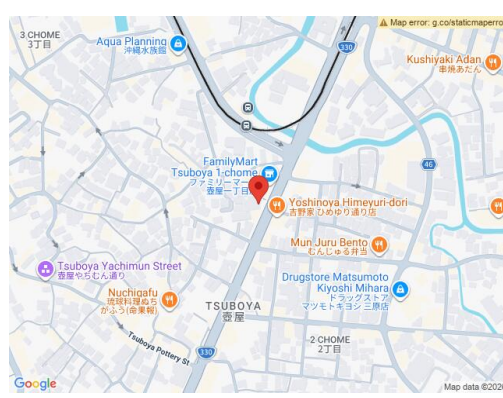 Map error: g.co/staticmaperro
3 CHOME
3丁目
Aqua Planning
沖縄水族館
330
Kushiyaki Adan
串焼あだん
FamilyMart
Tsuboya 1-chome
ファミリーマー
壺屋一丁目
46
Yoshinoya Himeyuri-dori
吉野家 ひめゆり通り店
Mun Juru Bento
むんじゅる弁当
Tsuboya Yachimun Street
壺屋やちむん通り
Drugstore Matsumoto
Kiyoshi Mihara
ドラッグストア
マツモトキヨシ 三原店
Nuchigafu
琉球料理ぬち
がふう(命果報)
TSUBOYA
壺屋
Tsuboya Pottery St
330
2 CHOME
2丁目
Google
Map data ©2026